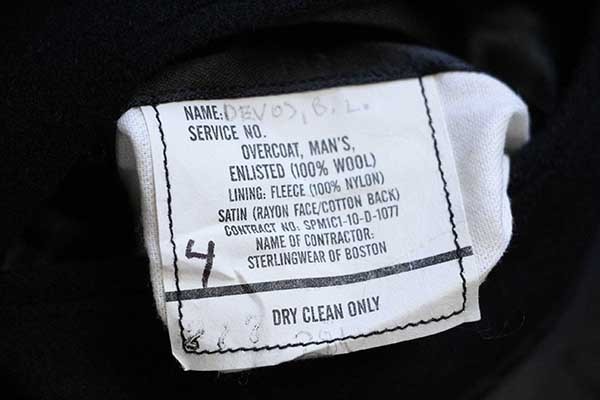 NAME: DEVOS, B. L.
SERVICE NO.
OVERCOAT, MAN'S,
ENLISTED (100% WOOL)
LINING: FLEECE (100% NYLON)
SATIN (RAYON FACE/COTTON BACK)
CONTRACT NO: SPM1C1-10-D-1077
NAME OF CONTRACTOR:
STERLINGWEAR OF BOSTON
4
DRY CLEAN ONLY